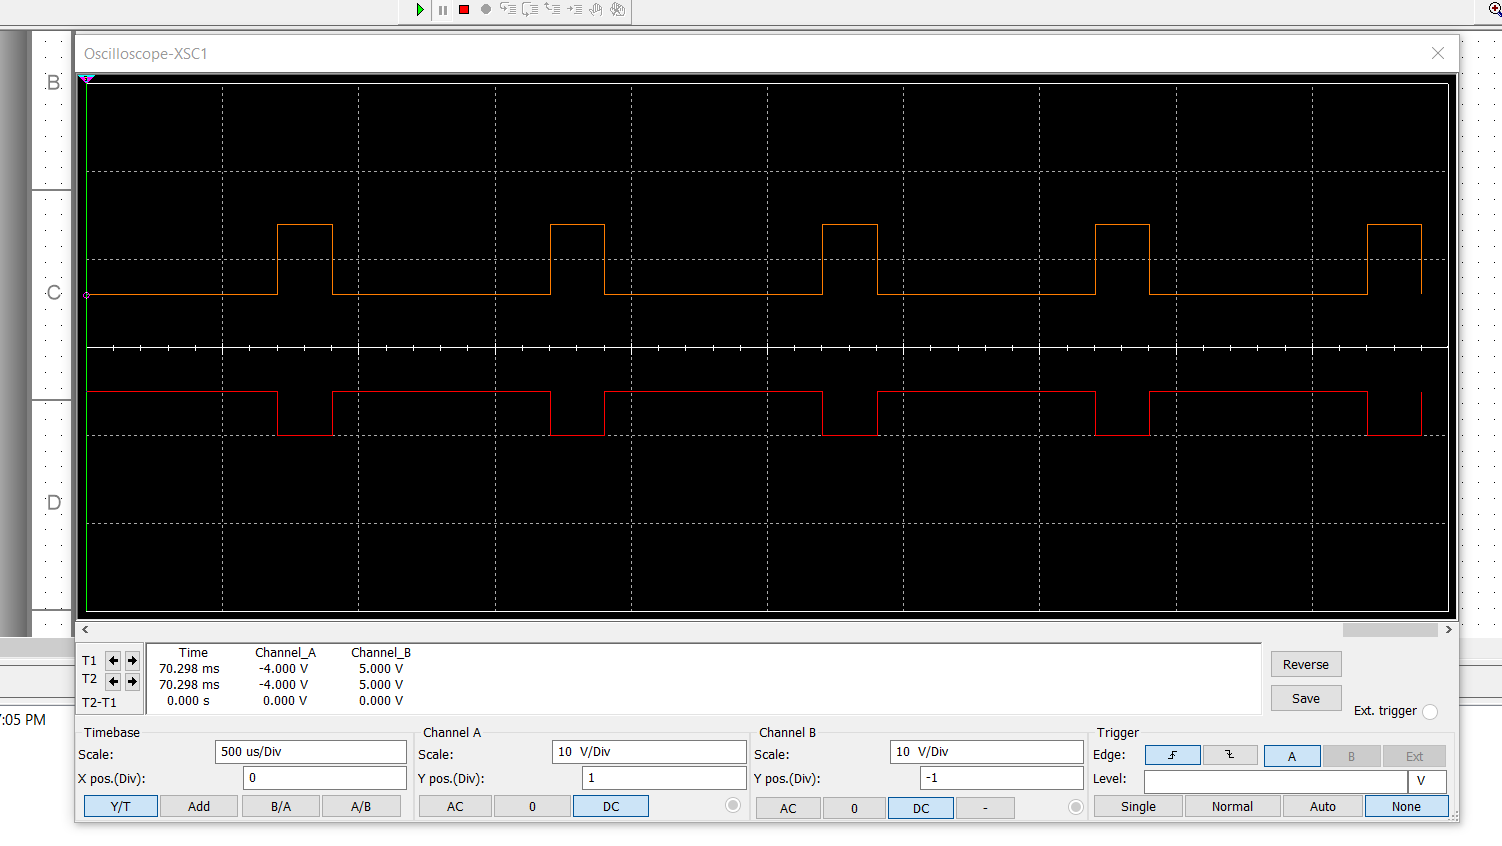 Oscilloscope-XSC1
B
C
D
Time Channel_A Channel_B
T1 70.298 ms -4.000 V 5.000 V
T2 70.298 ms -4.000 V 5.000 V
T2-T1 0.000 s 0.000 V 0.000 V
Reverse
Save
Ext. trigger
:05 PM
Timebase
Scale: 500 us/Div
X pos.(Div): 0
Y/T Add B/A A/B
Channel A
Scale: 10 V/Div
Y pos.(Div): 1
AC 0 DC
Channel B
Scale: 10 V/Div
Y pos.(Div): -1
AC 0 DC -
Trigger
Edge: A B Ext
Level: V
Single Normal Auto None